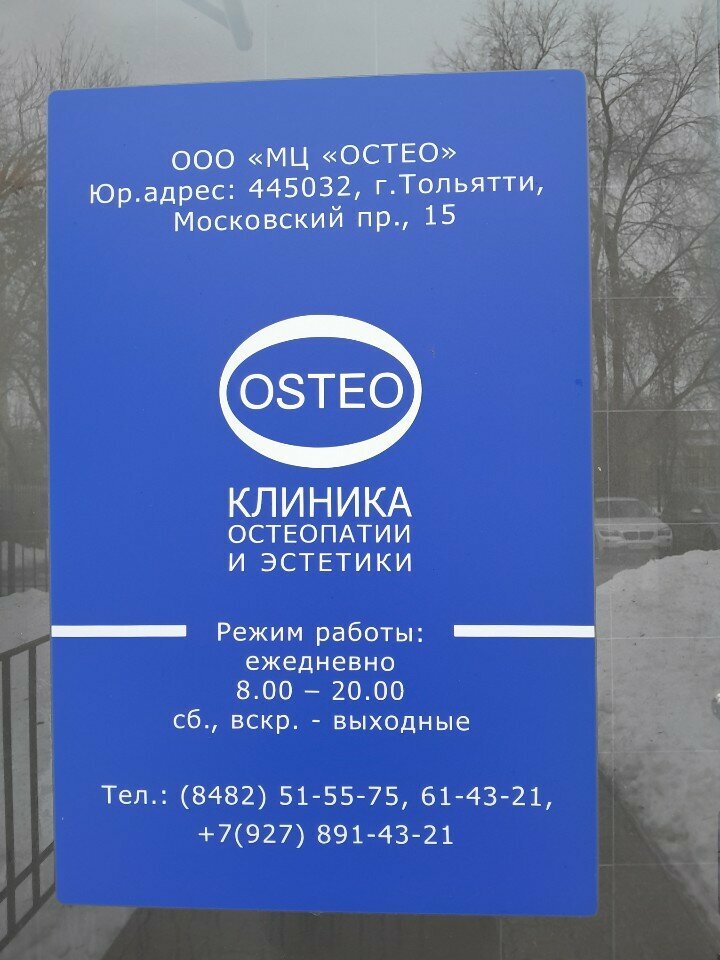 ООО «МЦ «ОСТЕО»
Юр.адрес: 445032, г.Тольятти,
Московский пр., 15
OSTEO
КЛИНИКА
ОСТЕОПАТИИ
И ЭСТЕТИКИ
Режим работы:
ежедневно
8.00 – 20.00
сб., вскр. - выходные
Тел.: (8482) 51-55-75, 61-43-21,
+7(927) 891-43-21